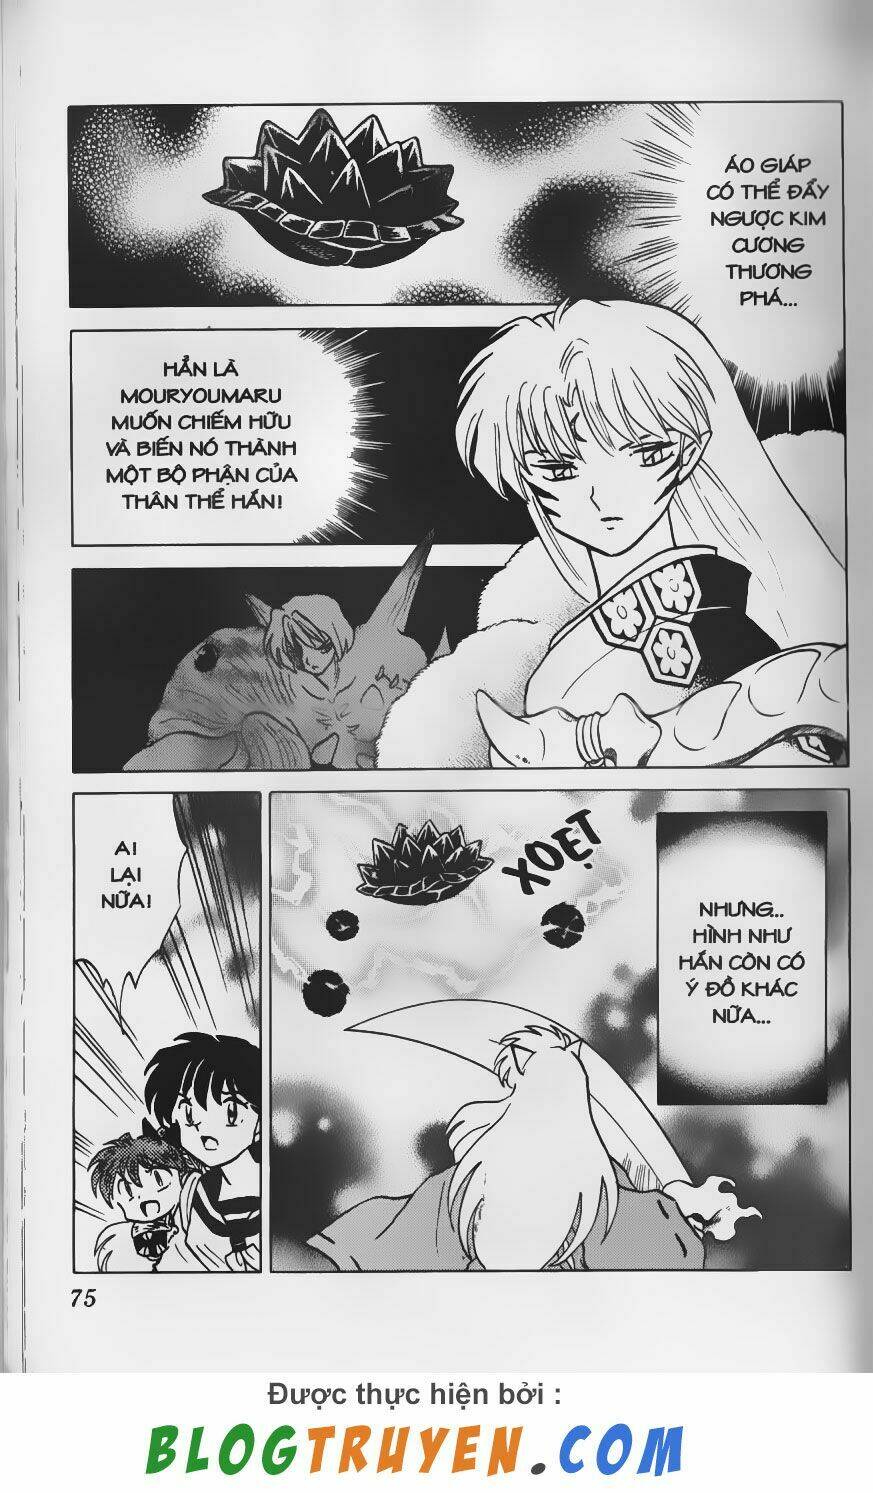 ÁO GIÁP
CÓ THỂ ĐẨY
NGƯỢC KIM
CƯƠNG
THƯƠNG
PHÁ...
HẲN LÀ
MOURYOUMARU
MUỐN CHIẾM HỮU
VÀ BIẾN NÓ THÀNH
MỘT BỘ PHẬN CỦA
THÂN THỂ HẮN!
NHƯNG..
HÌNH NHƯ
HẮN CÒN CÓ
Ý ĐỒ KHÁC
NỮA...
XOẸT
AI
LẠI
NỮA!
75
Được thực hiện bởi :
BLOGTRUYEN.COM